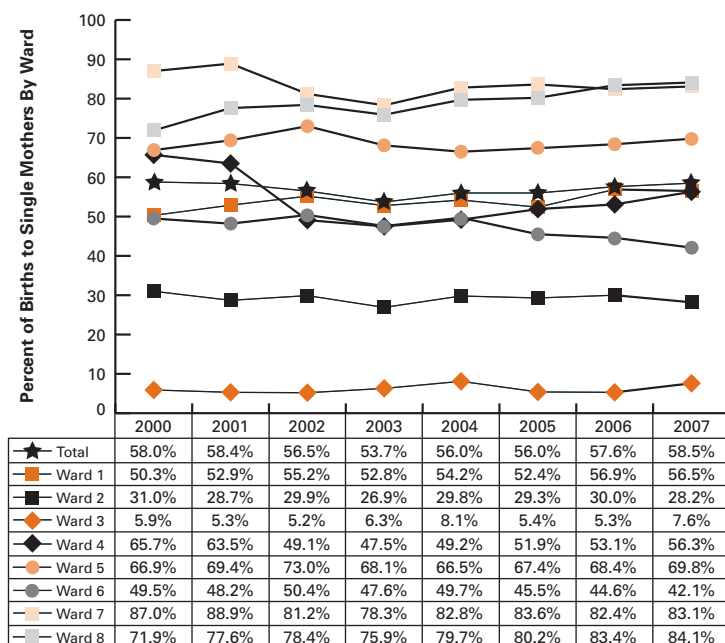 Percent of Births to Single Mothers By Ward
100
90
80
70
60
50
40
30
20
10
0
2000 2001 2002 2003 2004 2005 2006 2007
Total 58.0% 58.4% 56.5% 53.7% 56.0% 56.0% 57.6% 58.5%
Ward 1 50.3% 52.9% 55.2% 52.8% 54.2% 52.4% 56.9% 56.5%
Ward 2 31.0% 28.7% 29.9% 26.9% 29.8% 29.3% 30.0% 28.2%
Ward 3 5.9% 5.3% 5.2% 6.3% 8.1% 5.4% 5.3% 7.6%
Ward 4 65.7% 63.5% 49.1% 47.5% 49.2% 51.9% 53.1% 56.3%
Ward 5 66.9% 69.4% 73.0% 68.1% 66.5% 67.4% 68.4% 69.8%
Ward 6 49.5% 48.2% 50.4% 47.6% 49.7% 45.5% 44.6% 42.1%
Ward 7 87.0% 88.9% 81.2% 78.3% 82.8% 83.6% 82.4% 83.1%
Ward 8 71.9% 77.6% 78.4% 75.9% 79.7% 80.2% 83.4% 84.1%